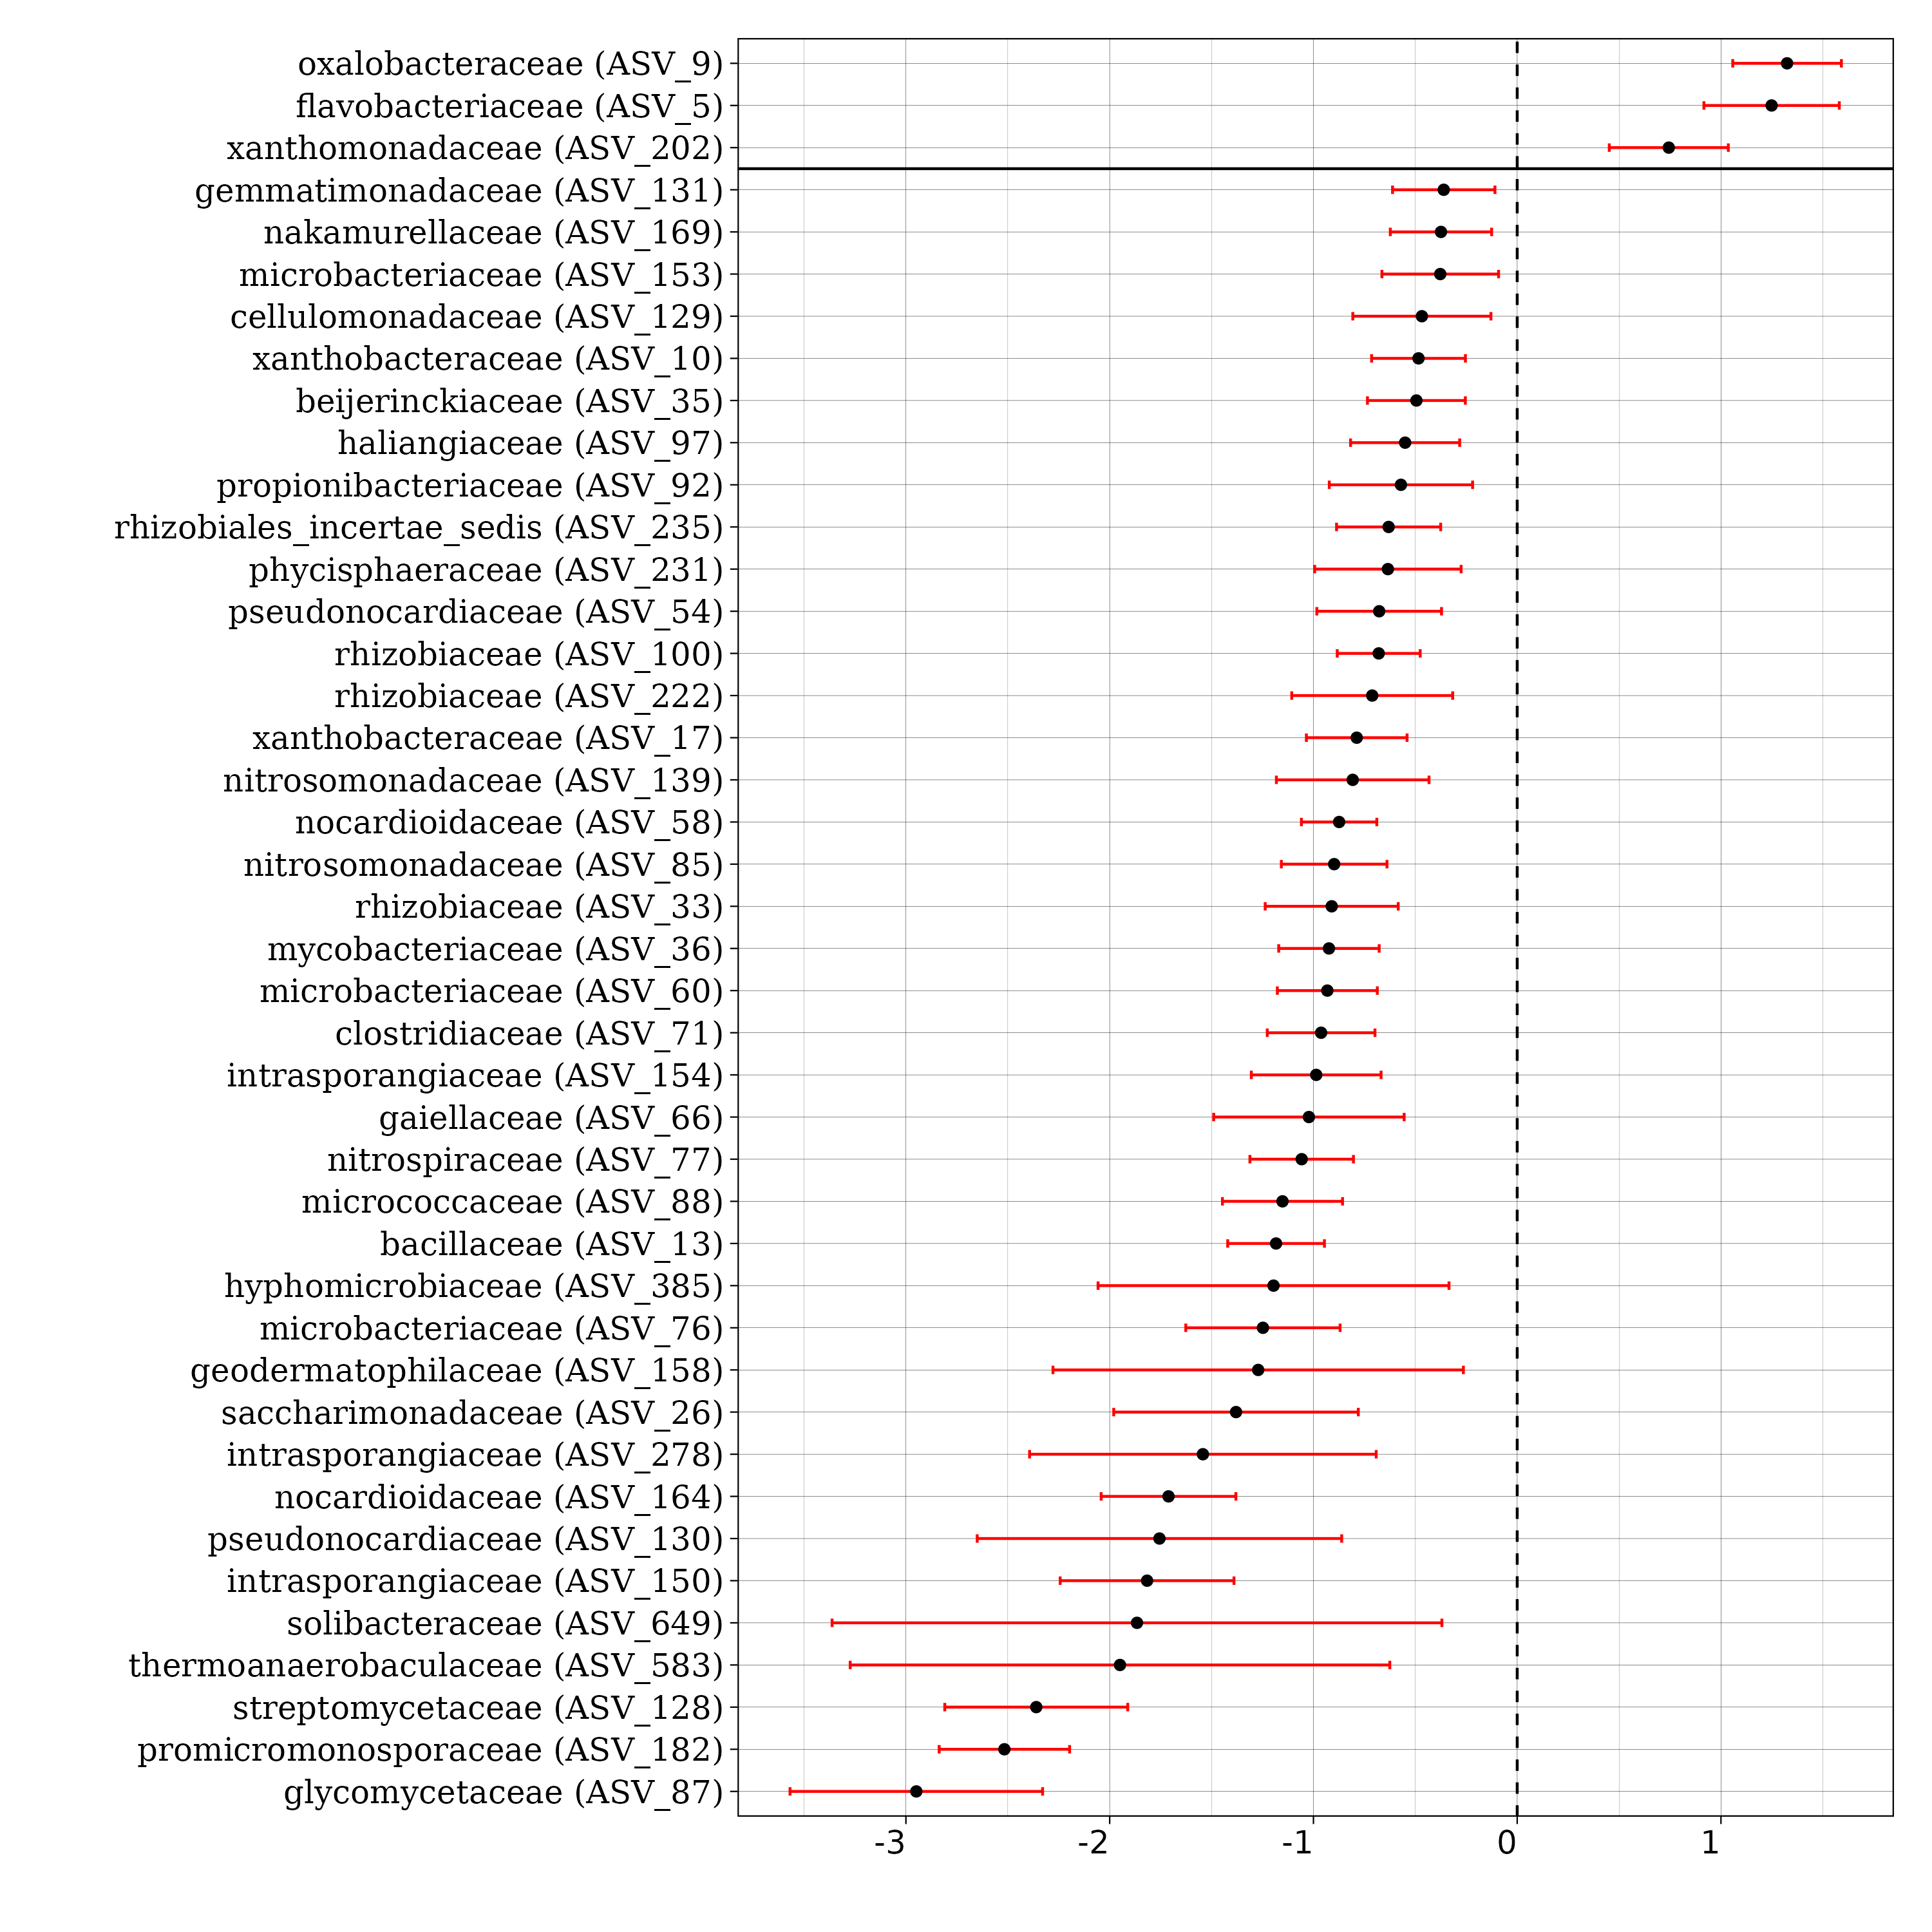 oxalobacteraceae (ASV_9)
flavobacteriaceae (ASV_5)
xanthomonadaceae (ASV_202)
gemmatimonadaceae (ASV_131)
nakamurellaceae (ASV_169)
microbacteriaceae (ASV_153)
cellulomonadaceae (ASV_129)
xanthobacteraceae (ASV_10)
beijerinckiaceae (ASV_35)
haliangiaceae (ASV_97)
propionibacteriaceae (ASV_92)
rhizobiales_incertae_sedis (ASV_235)
phycisphaeraceae (ASV_231)
pseudonocardiaceae (ASV_54)
rhizobiaceae (ASV_100)
rhizobiaceae (ASV_222)
xanthobacteraceae (ASV_17)
nitrosomonadaceae (ASV_139)
nocardioidaceae (ASV_58)
nitrosomonadaceae (ASV_85)
rhizobiaceae (ASV_33)
mycobacteriaceae (ASV_36)
microbacteriaceae (ASV_60)
clostridiaceae (ASV_71)
intrasporangiaceae (ASV_154)
gaiellaceae (ASV_66)
nitrospiraceae (ASV_77)
micrococcaceae (ASV_88)
bacillaceae (ASV_13)
hyphomicrobiaceae (ASV_385)
microbacteriaceae (ASV_76)
geodermatophilaceae (ASV_158)
saccharimonadaceae (ASV_26)
intrasporangiaceae (ASV_278)
nocardioidaceae (ASV_164)
pseudonocardiaceae (ASV_130)
intrasporangiaceae (ASV_150)
solibacteraceae (ASV_649)
thermoanaerobaculaceae (ASV_583)
streptomycetaceae (ASV_128)
promicromonosporaceae (ASV_182)
glycomycetaceae (ASV_87)
-3 -2 -1 0 1